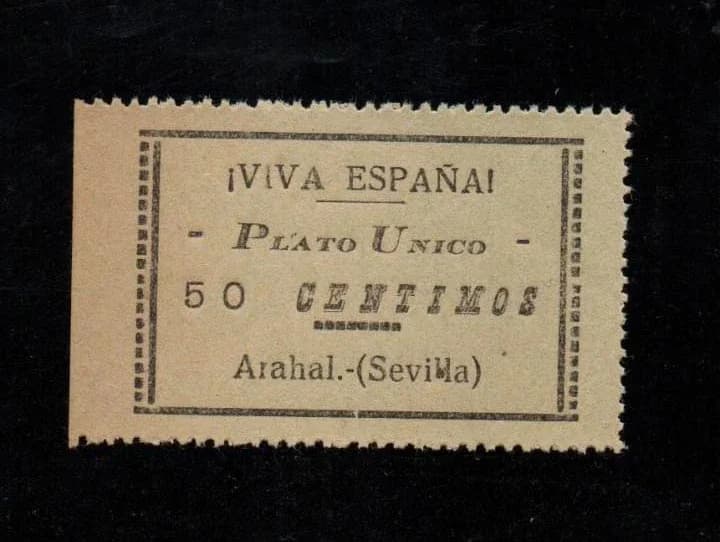 ¡VIVA ESPAÑA!
- PLATO UNICO -
50 CENTIMOS
Arahal.-(Sevilla)